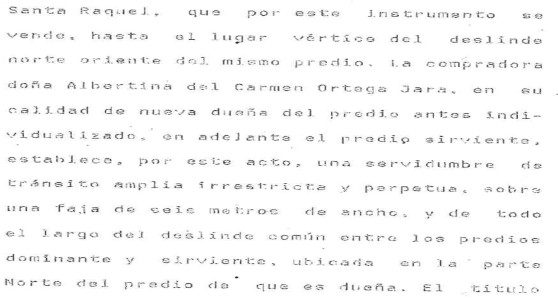 Santa Raquel, que por este instrumento se
vende, hasta el lugar vértice del deslinde
norte oriente del mismo predio. La compradora
doña Albertina del Carmen Ortega Jara, en su
calidad de nueva dueña del predio antes indi-
vidualizado, en adelante el predio sirviente,
establece, por este acto, una servidumbre de
tránsito amplia irrestricta y perpetua, sobre
una faja de seis metros de ancho, y de todo
el largo del deslinde común entre los predios
dominante y sirviente, ubicada en la parte
Norte del predio de que es dueña. El título